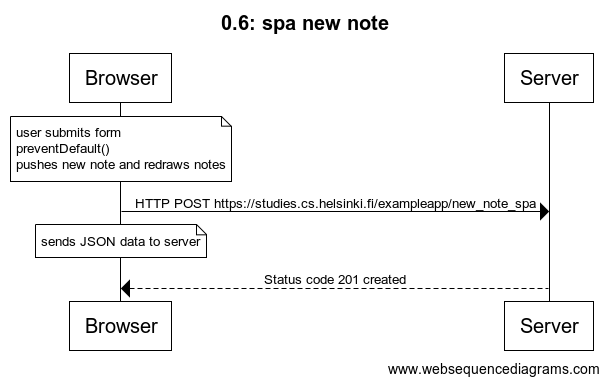 0.6: spa new note
Browser
Server
user submits form
preventDefault()
pushes new note and redraws notes
HTTP POST https://studies.cs.helsinki.fi/exampleapp/new_note_spa
sends JSON data to server
Status code 201 created
Browser
Server
www.websequencediagrams.com